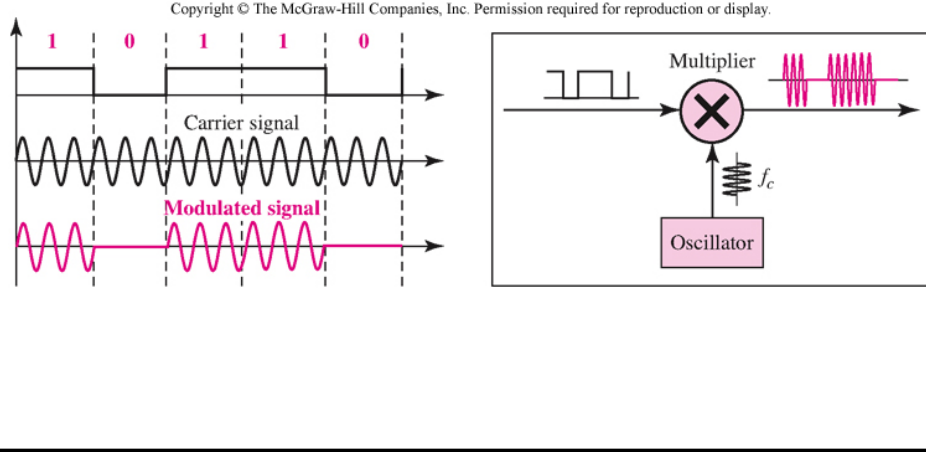 Copyright © The McGraw-Hill Companies, Inc. Permission required for reproduction or display.
1 0 1 1 0
Carrier signal
Modulated signal
Multiplier
fc
Oscillator